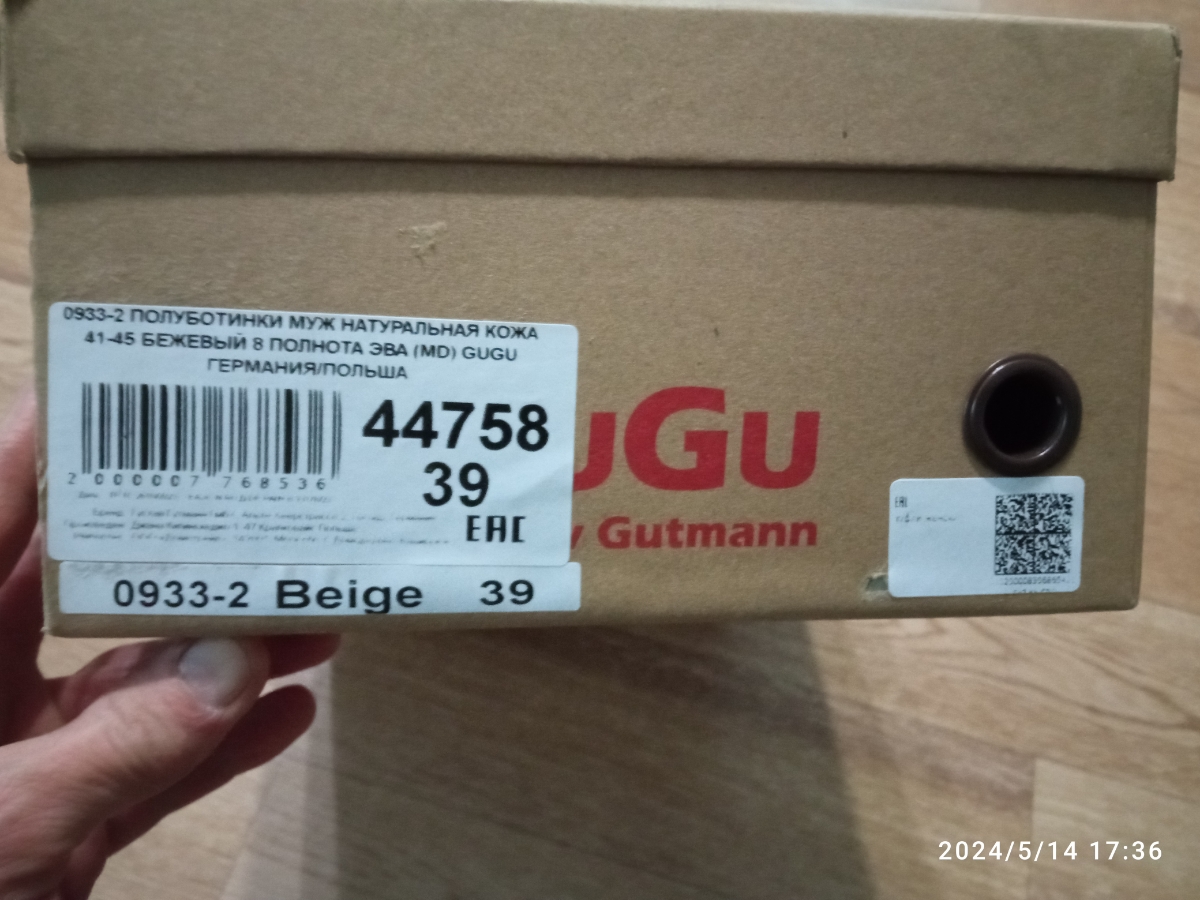 0933-2 ПОЛУБОТИНКИ МУЖ НАТУРАЛЬНАЯ КОЖА
41-45 БЕЖЕВЫЙ 8 ПОЛНОТА ЭВА (MD) GUGU
ГЕРМАНИЯ/ПОЛЬША
44758
39
2 000007 768536
EAC
0933-2 Beige 39
uGu
y Gutmann
EAC
2024/5/14 17:36